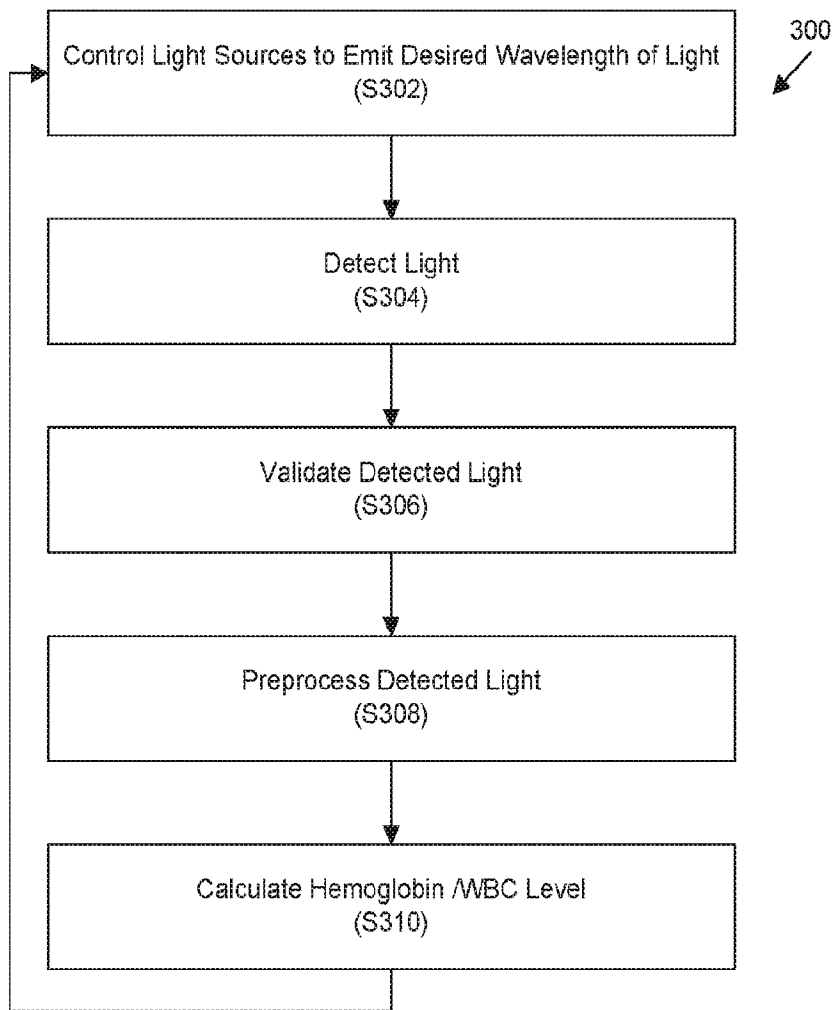 300
Control Light Sources to Emit Desired Wavelength of Light
(S302)
Detect Light
(S304)
Validate Detected Light
(S306)
Preprocess Detected Light
(S308)
Calculate Hemoglobin /WBC Level
(S310)